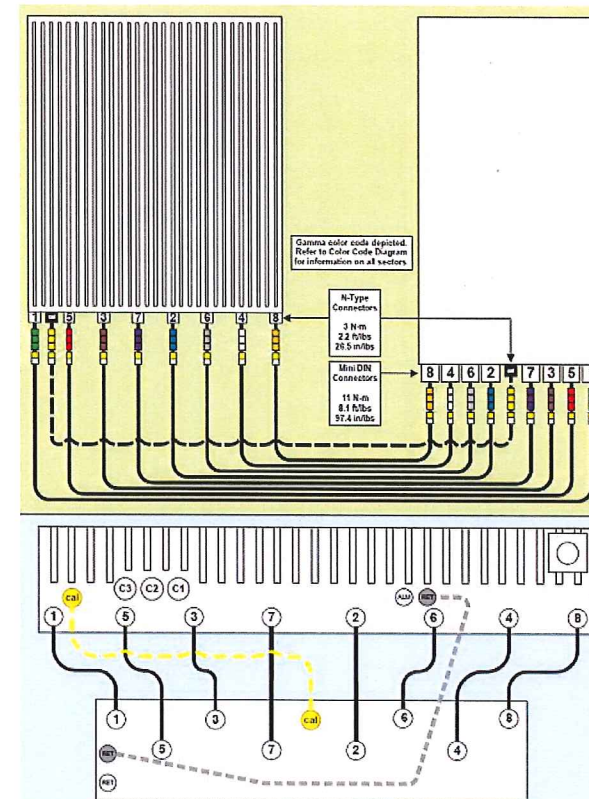 Gamma color code depicted.
Refer to Color Code Diagram
for information on all sectors
N-Type
Connectors
3 N-m
2.2 ft/lbs
26.5 in/lbs
1 5 3 7 2 6 4 8
Mini DIN
Connectors
11 N-m
8.1 ft/lbs
97.4 in/lbs
8 4 6 2 7 3 5
C3 C2 C1
cal ALM RET
1 5 3 7 2 6 4 8
1 3 cal 6 8
5 7 2 4
RET
RET